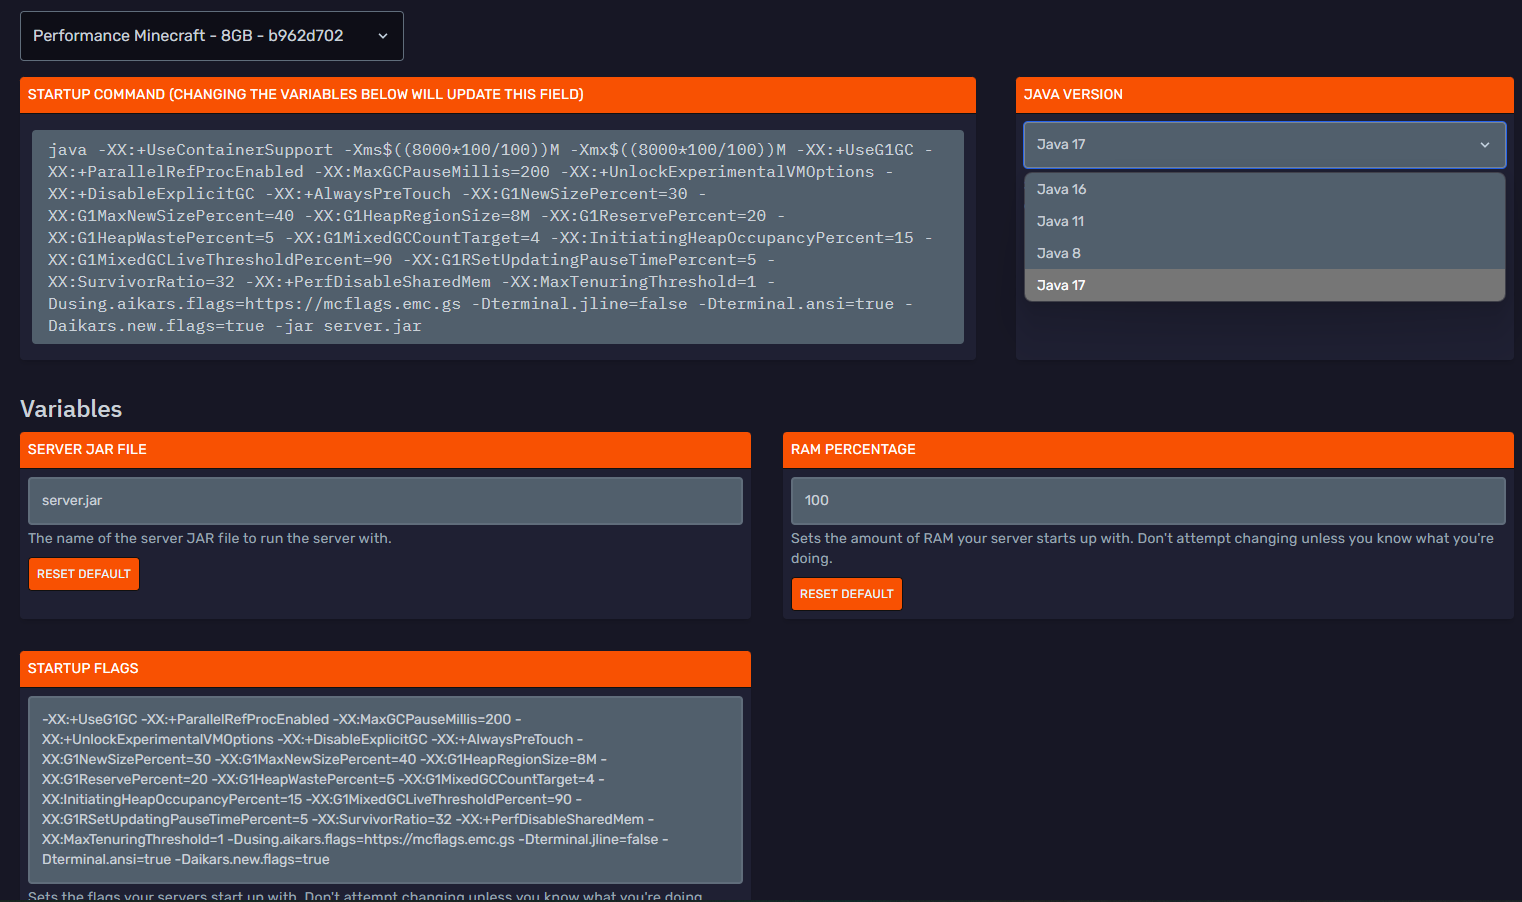 Performance Minecraft - 8GB - b962d702
STARTUP COMMAND (CHANGING THE VARIABLES BELOW WILL UPDATE THIS FIELD)
java -XX:+UseContainerSupport -Xms$((8000*100/100))M -Xmx$((8000*100/100))M -XX:+UseG1GC -
XX:+ParallelRefProcEnabled -XX:MaxGCPauseMillis=200 -XX:+UnlockExperimentalVMOptions -
XX:+DisableExplicitGC -XX:+AlwaysPreTouch -XX:G1NewSizePercent=30 -
XX:G1MaxNewSizePercent=40 -XX:G1HeapRegionSize=8M -XX:G1ReservePercent=20 -
XX:G1HeapWastePercent=5 -XX:G1MixedGCCountTarget=4 -XX:InitiatingHeapOccupancyPercent=15 -
XX:G1MixedGCLiveThresholdPercent=90 -XX:G1RSetUpdatingPauseTimePercent=5 -
XX:SurvivorRatio=32 -XX:+PerfDisableSharedMem -XX:MaxTenuringThreshold=1 -
Dusing.aikars.flags=https://mcflags.emc.gs -Dterminal.jline=false -Dterminal.ansi=true -
Daikars.new.flags=true -jar server.jar
JAVA VERSION
Java 17
Java 16
Java 11
Java 8
Java 17
Variables
SERVER JAR FILE
server.jar
The name of the server JAR file to run the server with.
RESET DEFAULT
RAM PERCENTAGE
100
Sets the amount of RAM your server starts up with. Don't attempt changing unless you know what you're
doing.
RESET DEFAULT
STARTUP FLAGS
-XX:+UseG1GC -XX:+ParallelRefProcEnabled -XX:MaxGCPauseMillis=200 -
XX:+UnlockExperimentalVMOptions -XX:+DisableExplicitGC -XX:+AlwaysPreTouch -
XX:G1NewSizePercent=30 -XX:G1MaxNewSizePercent=40 -XX:G1HeapRegionSize=8M -
XX:G1ReservePercent=20 -XX:G1HeapWastePercent=5 -XX:G1MixedGCCountTarget=4 -
XX:InitiatingHeapOccupancyPercent=15 -XX:G1MixedGCLiveThresholdPercent=90 -
XX:G1RSetUpdatingPauseTimePercent=5 -XX:SurvivorRatio=32 -XX:+PerfDisableSharedMem -
XX:MaxTenuringThreshold=1 -Dusing.aikars.flags=https://mcflags.emc.gs -Dterminal.jline=false -
Dterminal.ansi=true -Daikars.new.flags=true
Sets the flags your servers start up with. Don't attempt changing unless you know what you're doing